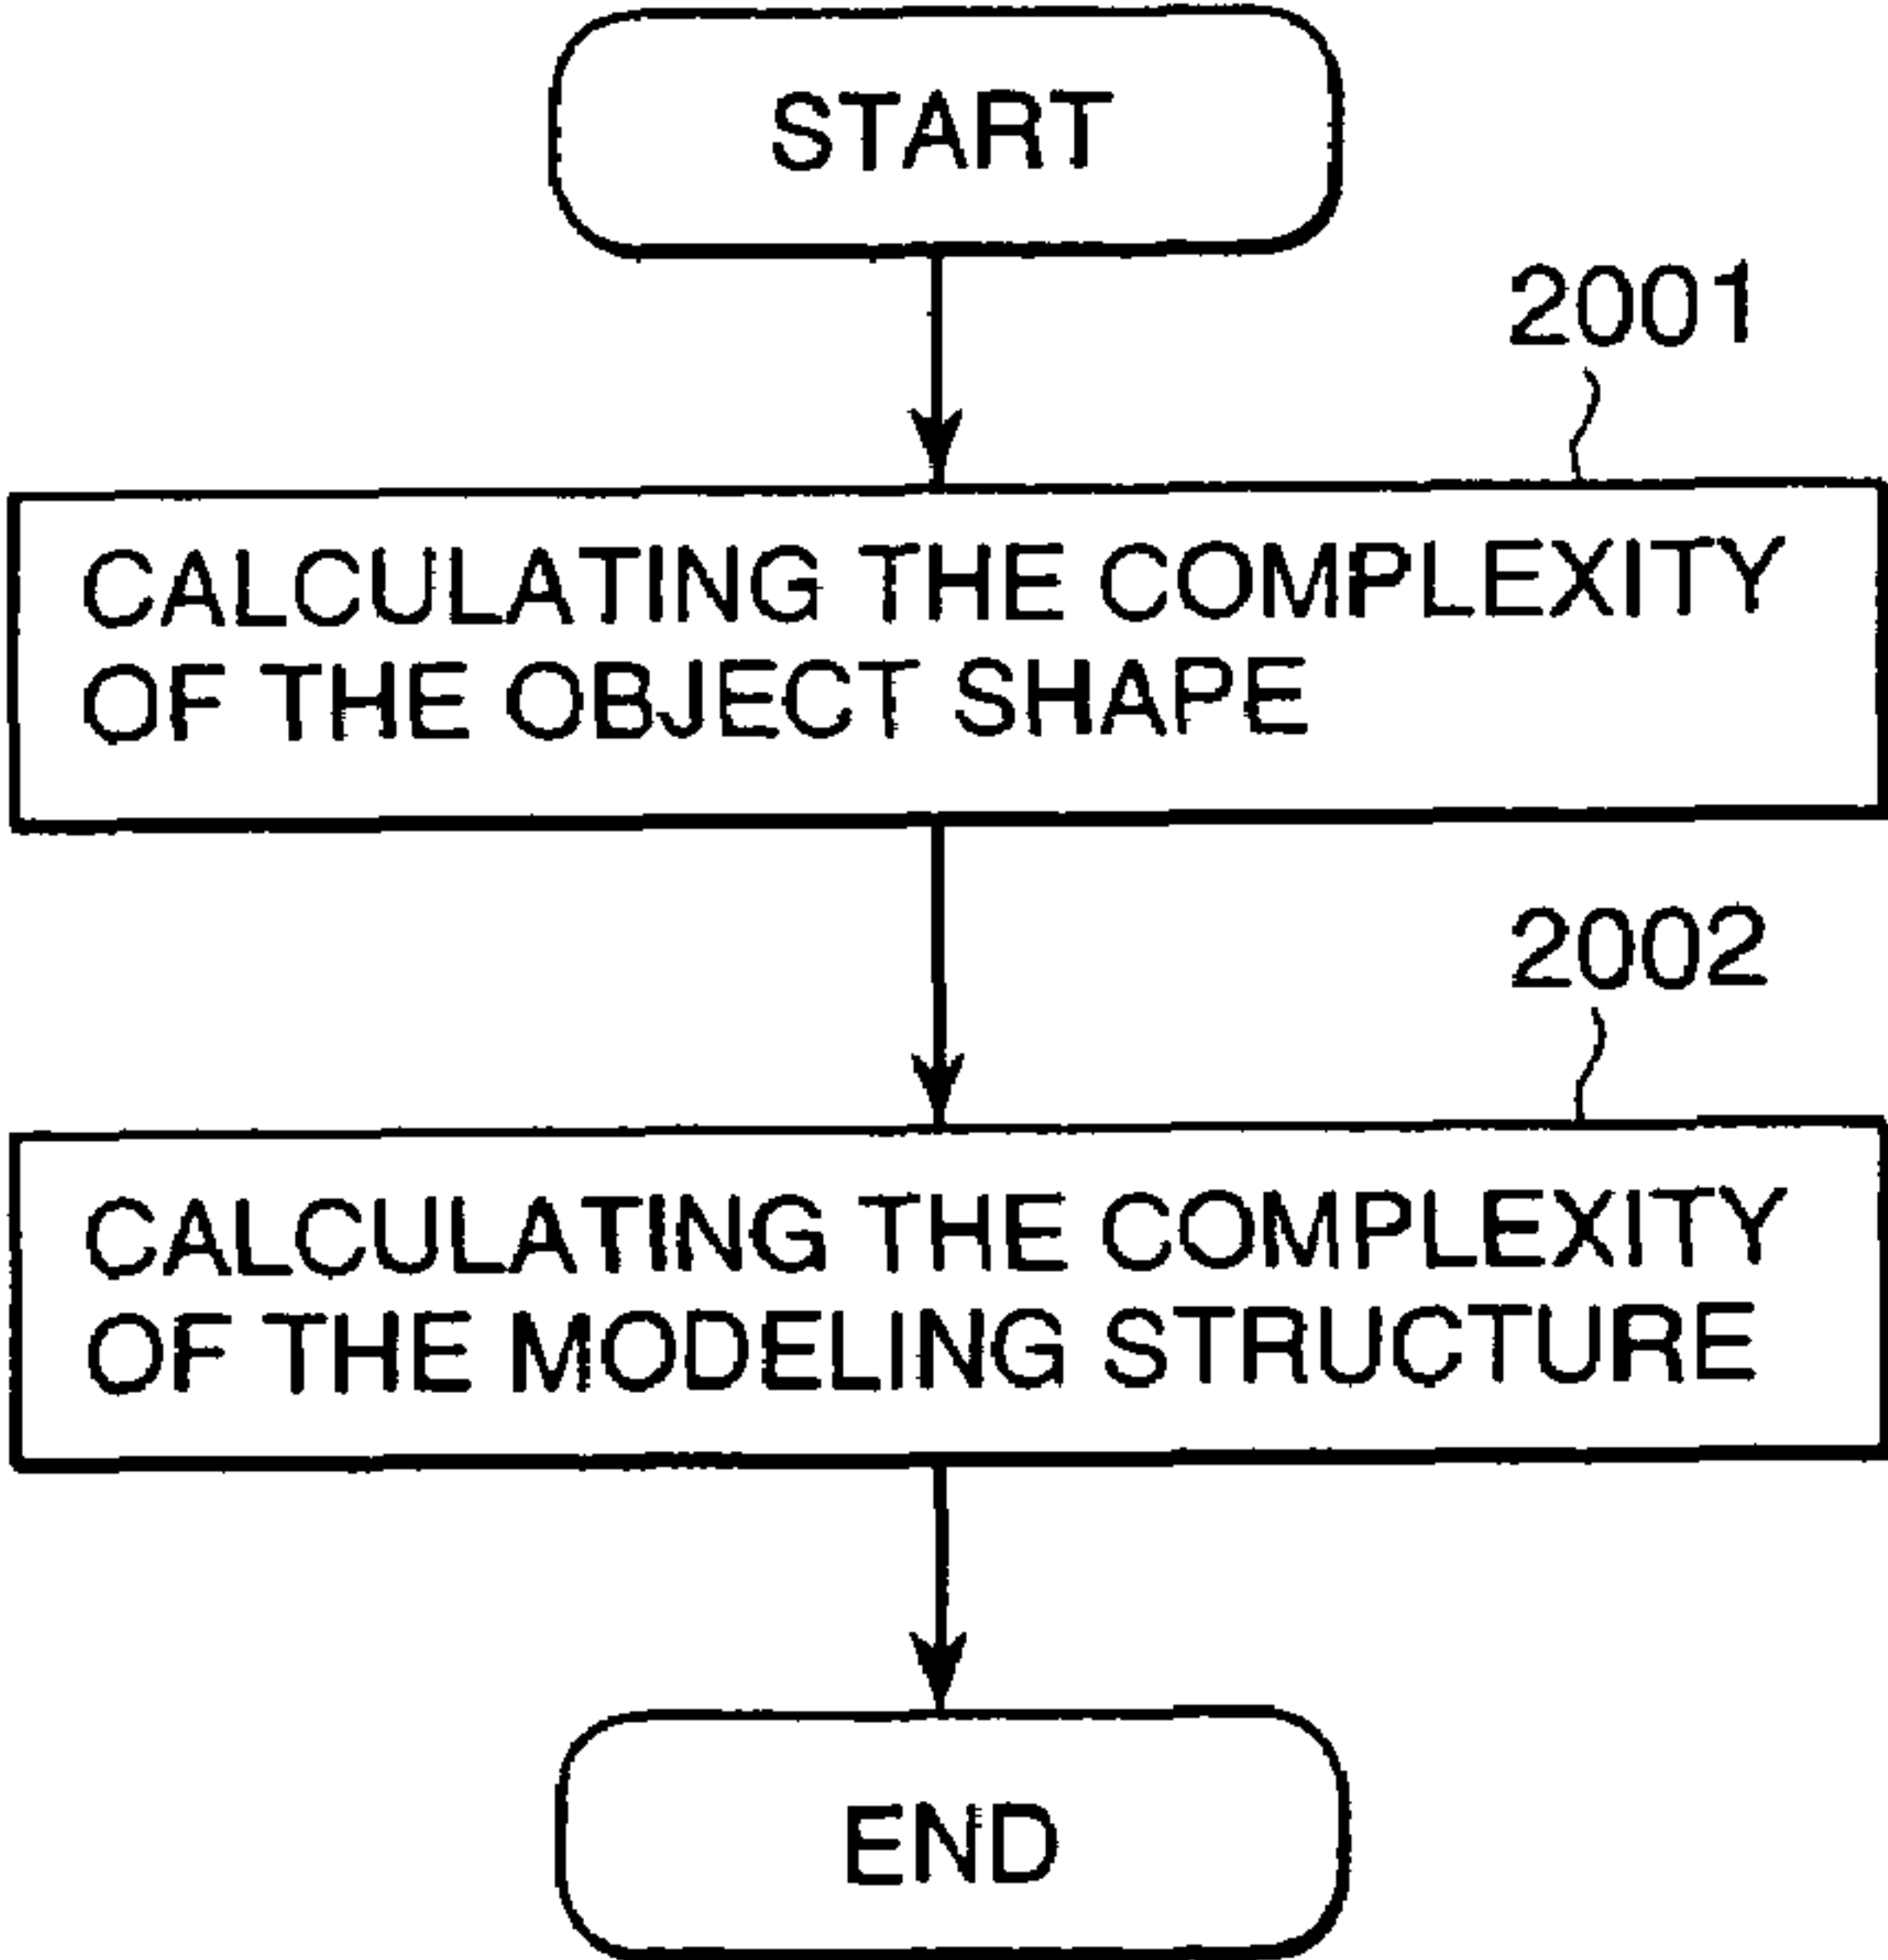 START
2001
CALCULATING THE COMPLEXITY
OF THE OBJECT SHAPE
2002
CALCULATING THE COMPLEXITY
OF THE MODELING STRUCTURE
END